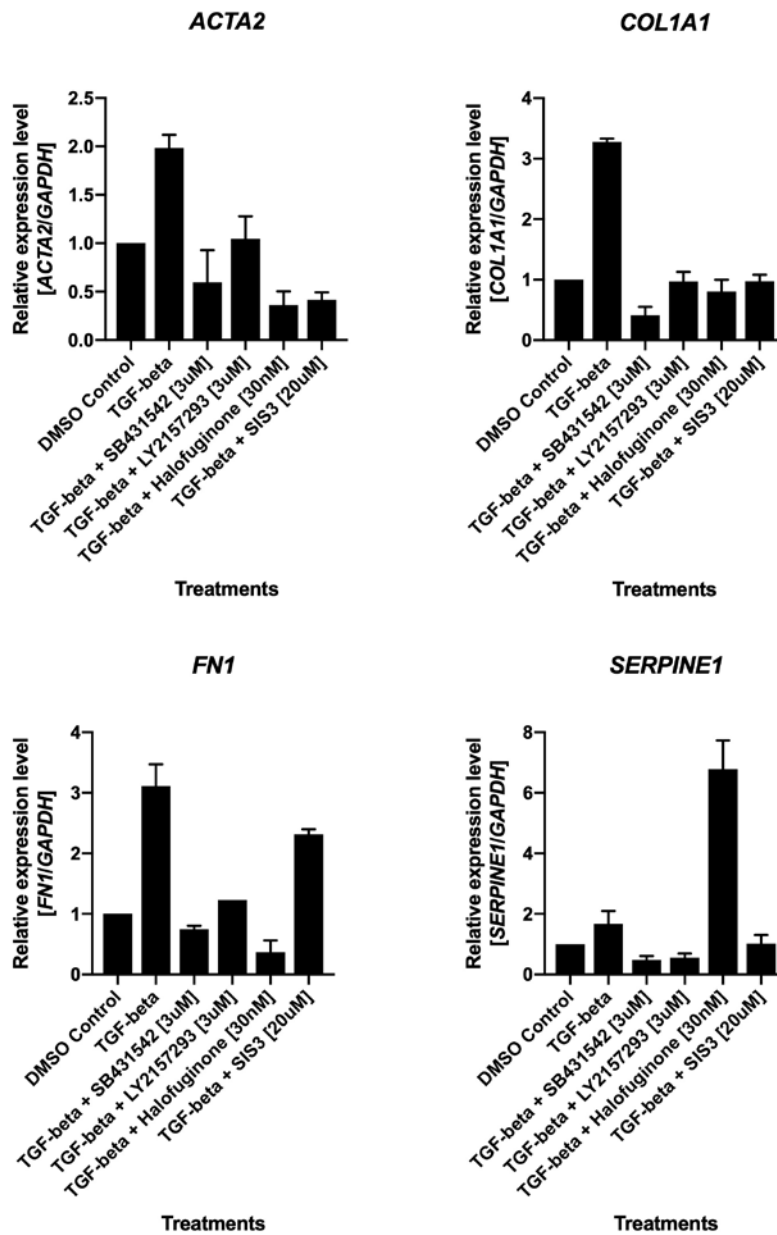 ACTA2
Relative expression level
[ACTA2/GAPDH]
2.5
2.0
1.5
1.0
0.5
0.0
DMSO Control
TGF-beta
TGF-beta + SB431542 [3uM]
TGF-beta + LY2157293 [3uM]
TGF-beta + Halofuginone [30nM]
TGF-beta + SIS3 [20uM]
Treatments
COL1A1
Relative expression level
[COL1A1/GAPDH]
4
3
2
1
0
DMSO Control
TGF-beta
TGF-beta + SB431542 [3uM]
TGF-beta + LY2157293 [3uM]
TGF-beta + Halofuginone [30nM]
TGF-beta + SIS3 [20uM]
Treatments
FN1
Relative expression level
[FN1/GAPDH]
4
3
2
1
0
DMSO Control
TGF-beta
TGF-beta + SB431542 [3uM]
TGF-beta + LY2157293 [3uM]
TGF-beta + Halofuginone [30nM]
TGF-beta + SIS3 [20uM]
Treatments
SERPINE1
Relative expression level
[SERPINE1/GAPDH]
8
6
4
2
0
DMSO Control
TGF-beta
TGF-beta + SB431542 [3uM]
TGF-beta + LY2157293 [3uM]
TGF-beta + Halofuginone [30nM]
TGF-beta + SIS3 [20uM]
Treatments